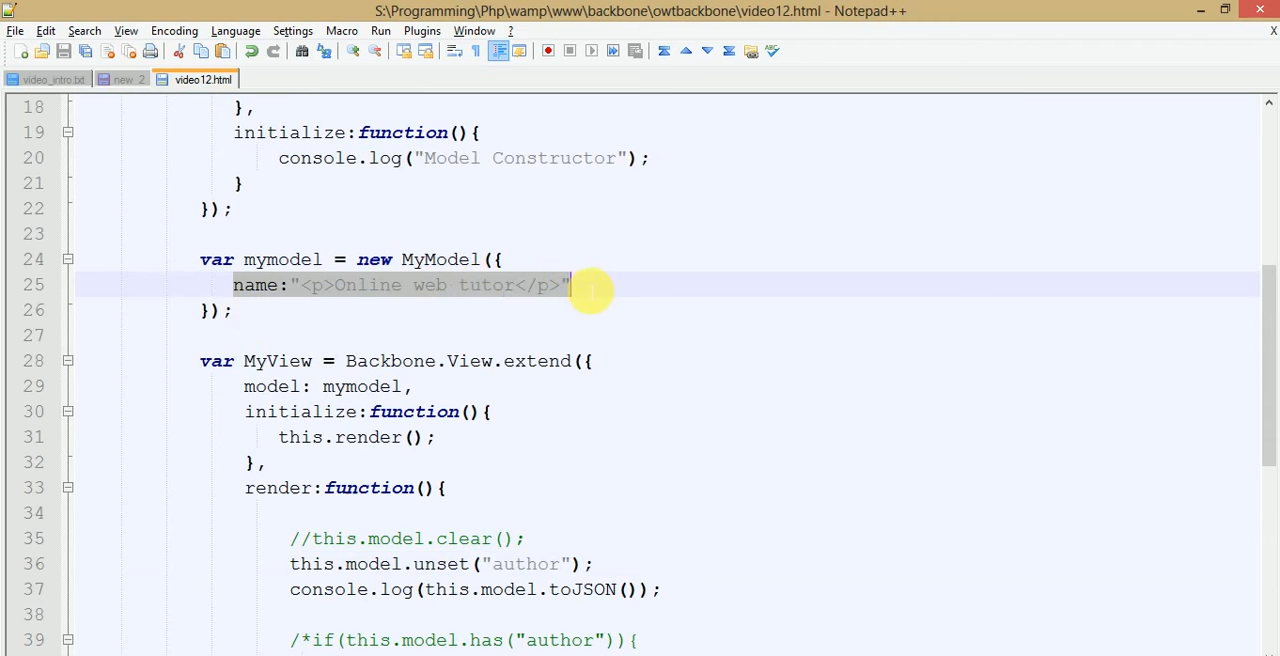 S:\Programming\Php\wamp\www\backbone\owtbackbone\video12.html - Notepad++
File Edit Search View Encoding Language Settings Macro Run Plugins Window ? X
video_intro.txt new 2 video12.html
18 },
19 initialize:function(){
20 console.log("Model Constructor");
21 }
22 });
23
24 var mymodel = new MyModel({
25 name:"<p>Online web tutor</p>"
26 });
27
28 var MyView = Backbone.View.extend({
29 model: mymodel,
30 initialize:function(){
31 this.render();
32 },
33 render:function(){
34
35 //this.model.clear();
36 this.model.unset("author");
37 console.log(this.model.toJSON());
38
39 /*if(this.model.has("author")){